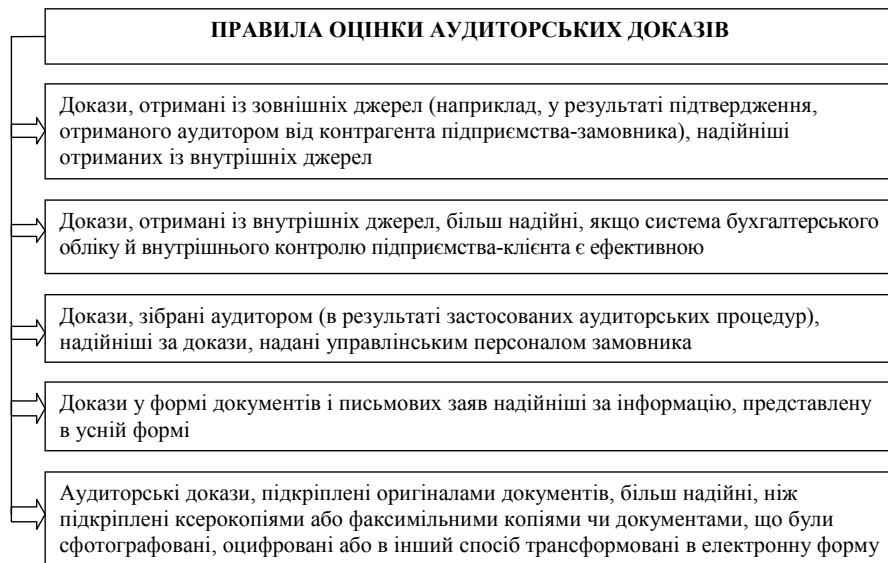 ПРАВИЛА ОЦІНКИ АУДИТОРСЬКИХ ДОКАЗІВ
Докази, отримані із зовнішніх джерел (наприклад, у результаті підтвердження,
отриманого аудитором від контрагента підприємства-замовника), надійніші
отриманих із внутрішніх джерел
Докази, отримані із внутрішніх джерел, більш надійні, якщо система бухгалтерського
обліку й внутрішнього контролю підприємства-клієнта є ефективною
Докази, зібрані аудитором (в результаті застосованих аудиторських процедур),
надійніші за докази, надані управлінським персоналом замовника
Докази у формі документів і письмових заяв надійніші за інформацію, представлену
в усній формі
Аудиторські докази, підкріплені оригіналами документів, більш надійні, ніж
підкріплені ксерокопіями або факсимільними копіями чи документами, що були
сфотографовані, оцифровані або в інший спосіб трансформовані в електронну форму